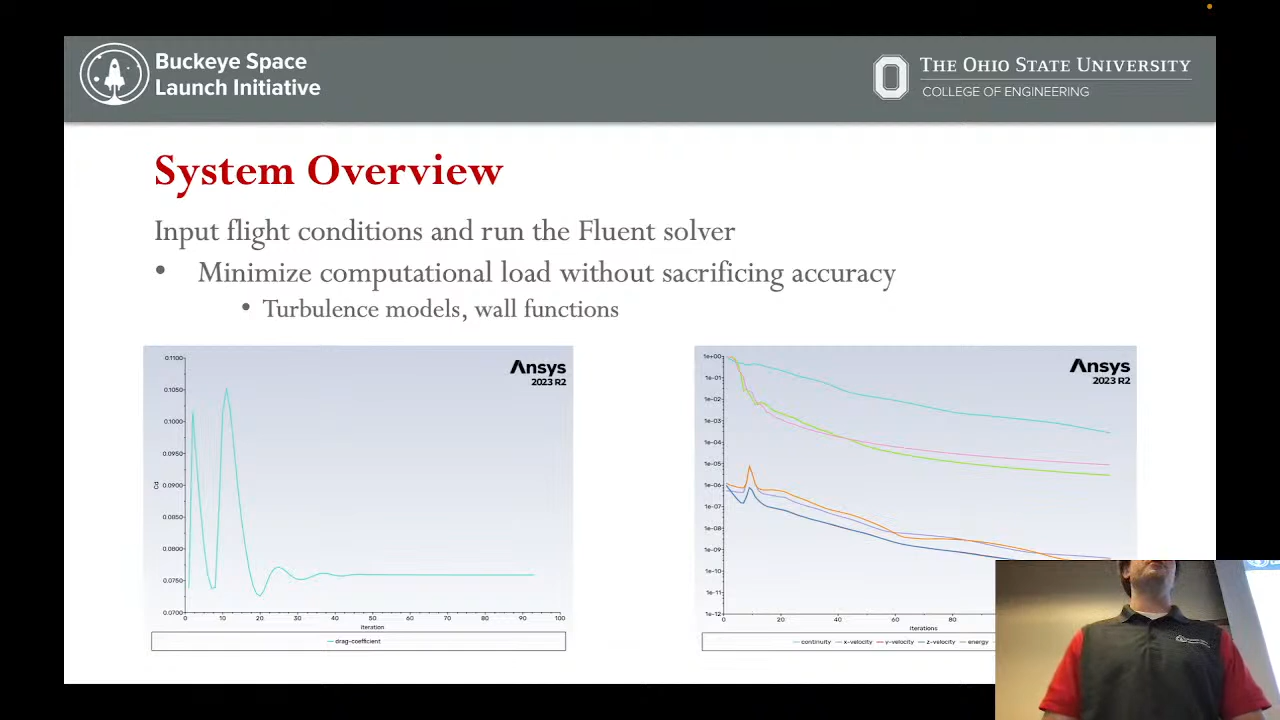 Buckeye Space
Launch Initiative
THE OHIO STATE UNIVERSITY
COLLEGE OF ENGINEERING
System Overview
Input flight conditions and run the Fluent solver
• Minimize computational load without sacrificing accuracy
• Turbulence models, wall functions
Ansys
2023 R2
0.1100
0.1050
0.1000
0.0950
0.0900
0.0850
0.0800
0.0750
0.0700
Cd
0 10 20 30 40 50 60 70 80 90 100
iteration
drag-coefficient
Ansys
2023 R2
1e+00
1e-01
1e-02
1e-03
1e-04
1e-05
1e-06
1e-07
1e-08
1e-09
1e-10
1e-11
1e-12
0 20 40 60 80
Iterations
continuity x-velocity y-velocity z-velocity energy